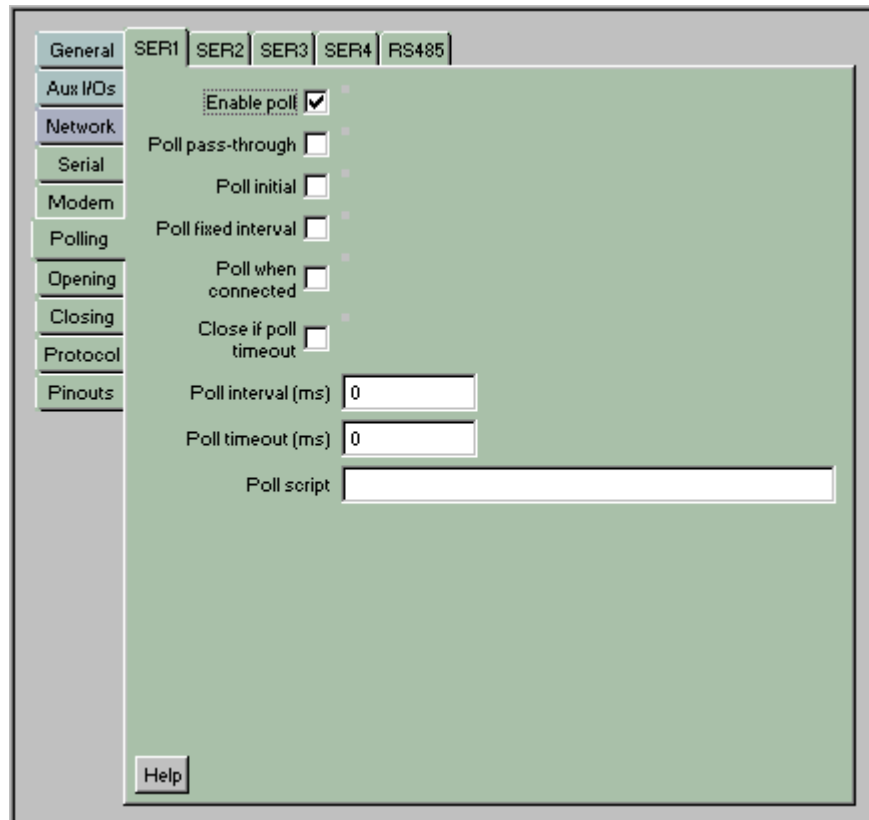 SER1 SER2 SER3 SER4 RS485
General
Aux I/Os
Network
Serial
Modem
Polling
Opening
Closing
Protocol
Pinouts
Enable poll
Poll pass-through
Poll initial
Poll fixed interval
Poll when
connected
Close if poll
timeout
Poll interval (ms) 0
Poll timeout (ms) 0
Poll script
Help